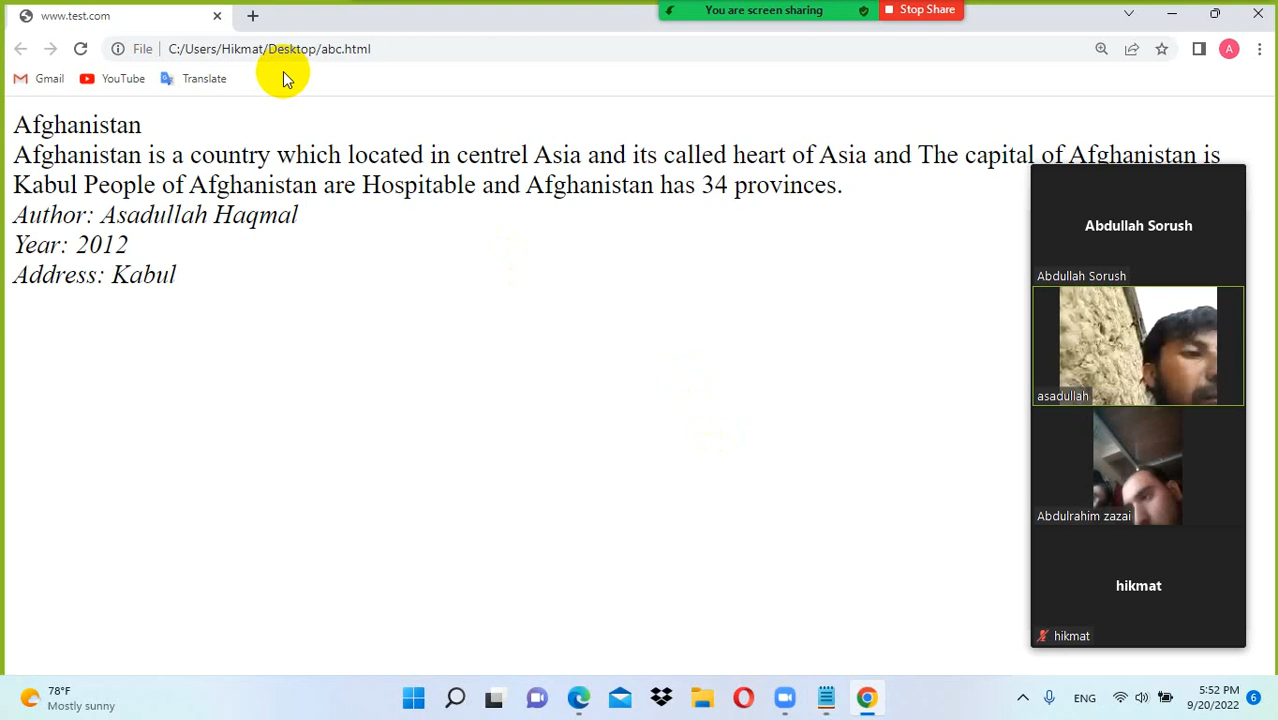 www.test.com
You are screen sharing
Stop Share
File
C:/Users/Hikmat/Desktop/abc.html
A
Gmail
YouTube
Translate
Afghanistan
Afghanistan is a country which located in centrel Asia and its called heart of Asia and The capital of Afghanistan is
Kabul People of Afghanistan are Hospitable and Afghanistan has 34 provinces.
Author: Asadullah Haqmal
Year: 2012
Address: Kabul
Abdullah Sorush
Abdullah Sorush
asadullah
Abdulrahim zazai
hikmat
hikmat
78°F
Mostly sunny
ENG
5:52 PM
9/20/2022
6